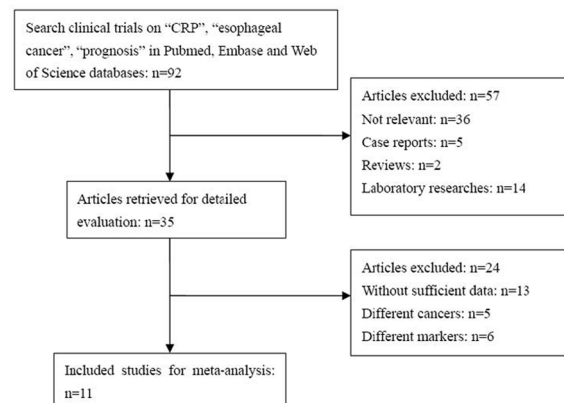 Search clinical trials on “CRP”, “esophageal
cancer”, “prognosis” in Pubmed, Embase and Web
of Science databases: n=92
Articles excluded: n=57
Not relevant: n=36
Case reports: n=5
Reviews: n=2
Laboratory researches: n=14
Articles retrieved for detailed
evaluation: n=35
Articles excluded: n=24
Without sufficient data: n=13
Different cancers: n=5
Different markers: n=6
Included studies for meta-analysis:
n=11